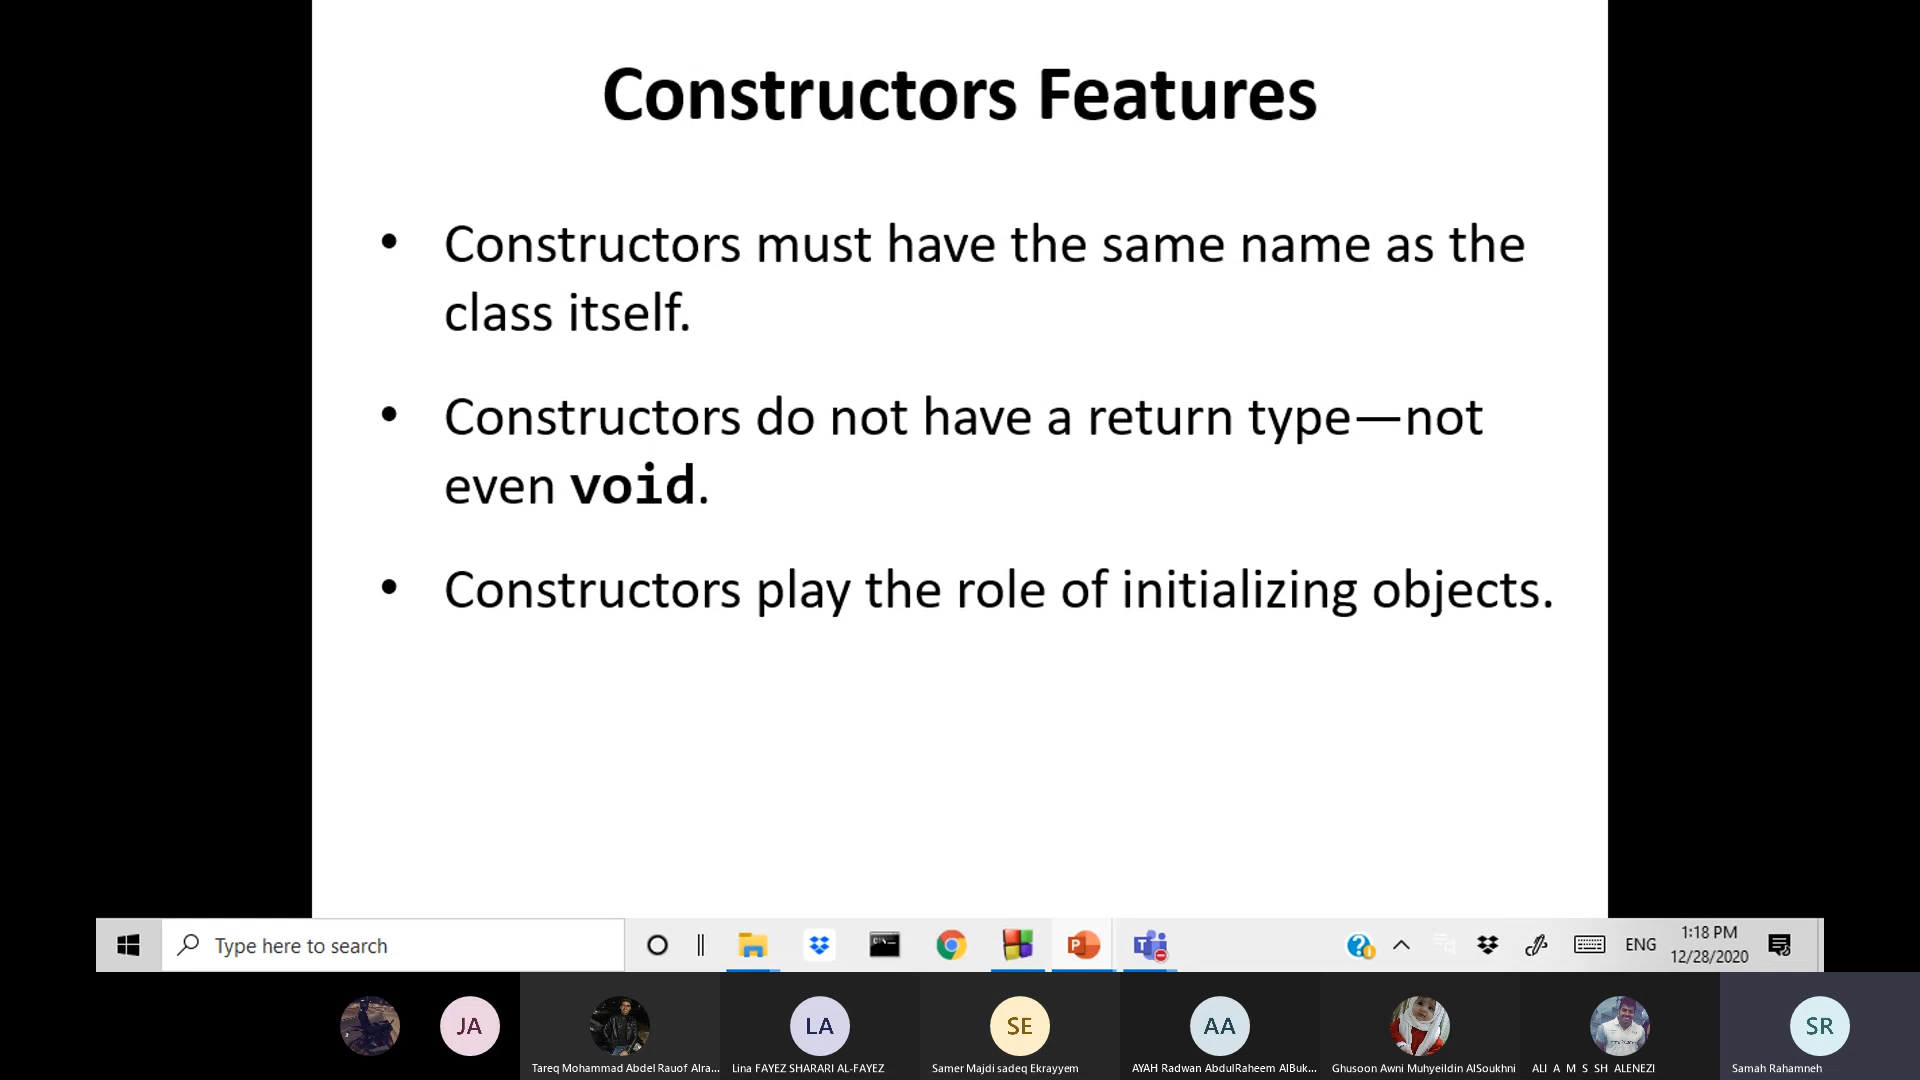 Constructors Features
• Constructors must have the same name as the
class itself.
• Constructors do not have a return type—not
even void.
• Constructors play the role of initializing objects.
Type here to search
ENG
1:18 PM
12/28/2020
JA
LA
SE
AA
SR
Tareq Mohammad Abdel Rauof Alra...
Lina FAYEZ SHARARI AL-FAYEZ
Samer Majdi sadeq Ekrayyem
AYAH Radwan AbdulRaheem AlBuk...
Ghusoon Awni Muhyeildin AlSoukhni
ALI A M S SH ALENEZI
Samah Rahamneh